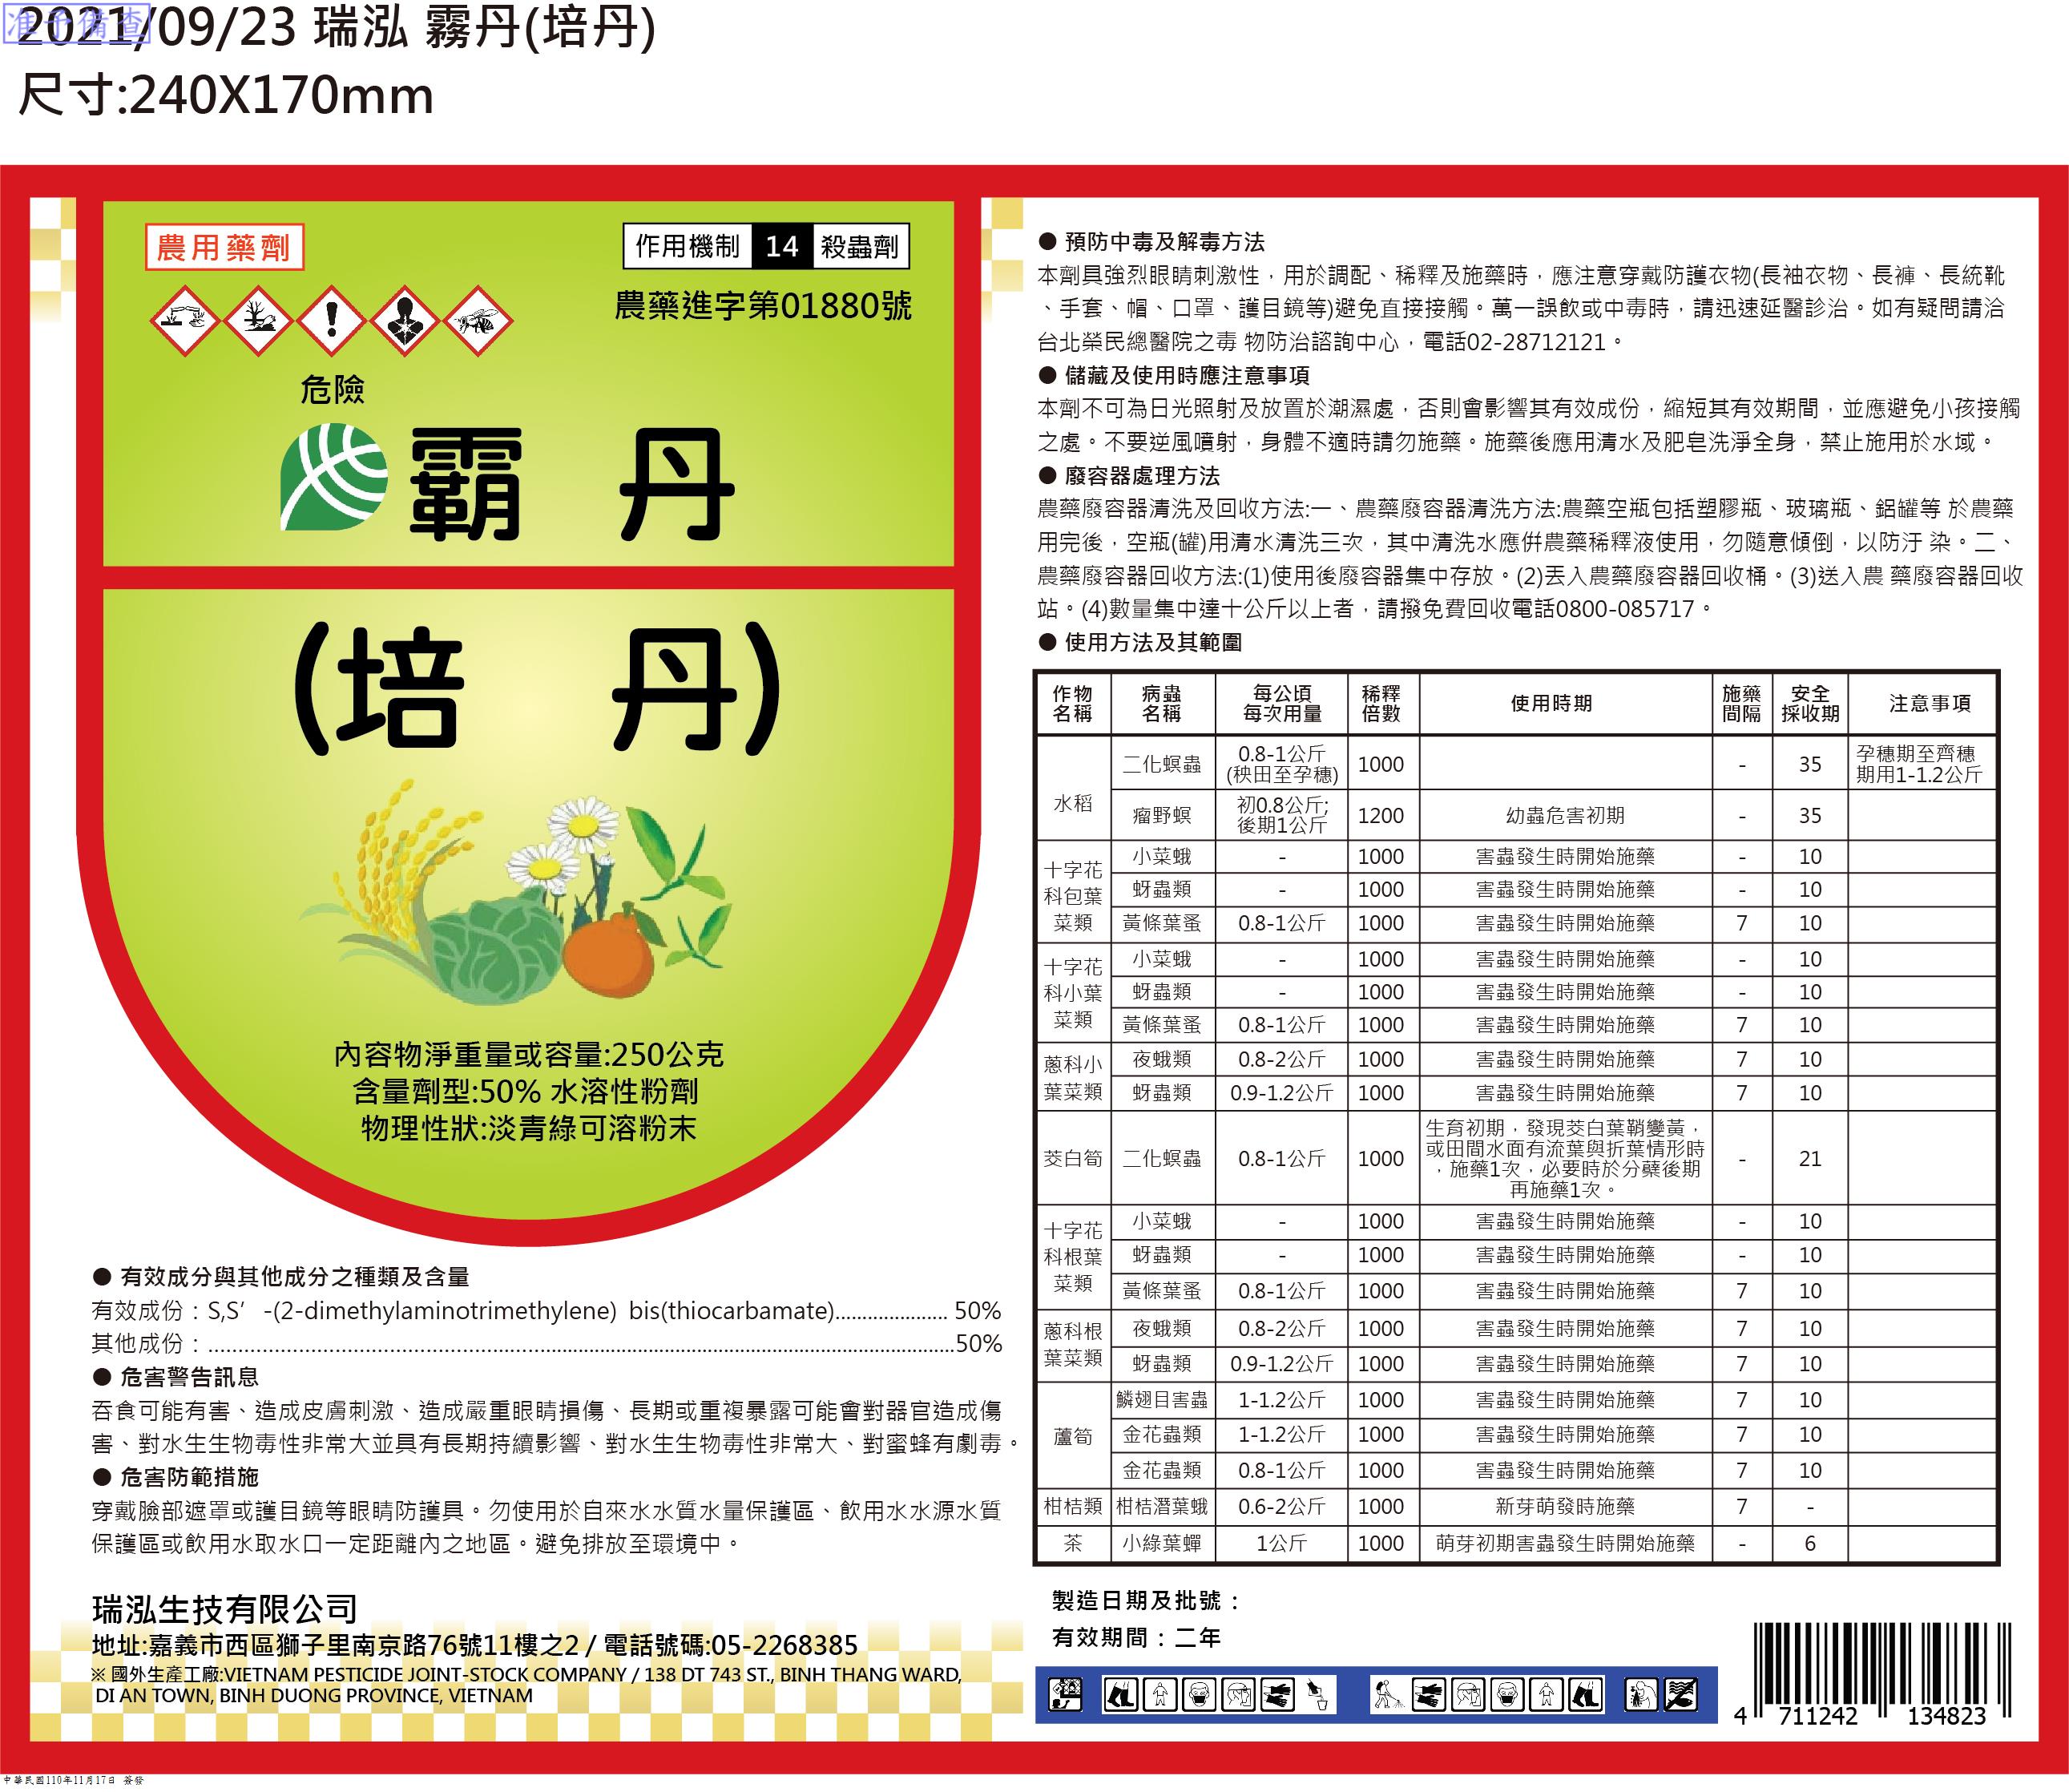 准予備查
2021/09/23 瑞泓 霧丹(培丹)
尺寸:240X170mm
農用藥劑
作用機制 14 殺蟲劑
農藥進字第01880號
危險
霸 丹
(培 丹)
內容物淨重量或容量:250公克
含量劑型:50% 水溶性粉劑
物理性狀:淡青綠可溶粉末
● 有效成分與其他成分之種類及含量
有效成份：S,S′ -(2-dimethylaminotrimethylene) bis(thiocarbamate)..................... 50%
其他成份：................................................................................50%
● 危害警告訊息
吞食可能有害、造成皮膚刺激、造成嚴重眼睛損傷、長期或重複暴露可能會對器官造成傷
害、對水生生物毒性非常大並具有長期持續影響、對水生生物毒性非常大、對蜜蜂有劇毒。
● 危害防範措施
穿戴臉部遮罩或護目鏡等眼睛防護具。勿使用於自來水水質水量保護區、飲用水水源水質
保護區或飲用水取水口一定距離內之地區。避免排放至環境中。
瑞泓生技有限公司
地址:嘉義市西區獅子里南京路76號11樓之2 / 電話號碼:05-2268385
※ 國外生產工廠:VIETNAM PESTICIDE JOINT-STOCK COMPANY / 138 DT 743 ST., BINH THANG WARD,
DI AN TOWN, BINH DUONG PROVINCE, VIETNAM
● 預防中毒及解毒方法
本劑具強烈眼睛刺激性，用於調配、稀釋及施藥時，應注意穿戴防護衣物(長袖衣物、長褲、長統靴
、手套、帽、口罩、護目鏡等)避免直接接觸。萬一誤飲或中毒時，請迅速延醫診治。如有疑問請洽
台北榮民總醫院之毒 物防治諮詢中心，電話02-28712121。
● 儲藏及使用時應注意事項
本劑不可為日光照射及放置於潮濕處，否則會影響其有效成份，縮短其有效期間，並應避免小孩接觸
之處。不要逆風噴射，身體不適時請勿施藥。施藥後應用清水及肥皂洗淨全身，禁止施用於水域。
● 廢容器處理方法
農藥廢容器清洗及回收方法:一、農藥廢容器清洗方法:農藥空瓶包括塑膠瓶、玻璃瓶、鋁罐等 於農藥
用完後，空瓶(罐)用清水清洗三次，其中清洗水應併農藥稀釋液使用，勿隨意傾倒，以防汙 染。二、
農藥廢容器回收方法:(1)使用後廢容器集中存放。(2)丟入農藥廢容器回收桶。(3)送入農 藥廢容器回收
站。(4)數量集中達十公斤以上者，請撥免費回收電話0800-085717。
● 使用方法及其範圍
作物名稱 病蟲名稱 每公頃每次用量 稀釋倍數 使用時期 施藥間隔 安全採收期 注意事項
水稻 二化螟蟲 0.8-1公斤(秧田至孕穗) 1000 - 35 孕穗期至齊穗期用1-1.2公斤
瘤野螟 初0.8公斤;後期1公斤 1200 幼蟲危害初期 - 35
十字花科包葉菜類 小菜蛾 - 1000 害蟲發生時開始施藥 - 10
蚜蟲類 - 1000 害蟲發生時開始施藥 - 10
黃條葉蚤 0.8-1公斤 1000 害蟲發生時開始施藥 7 10
十字花科小葉菜類 小菜蛾 - 1000 害蟲發生時開始施藥 - 10
蚜蟲類 - 1000 害蟲發生時開始施藥 - 10
黃條葉蚤 0.8-1公斤 1000 害蟲發生時開始施藥 7 10
蔥科小葉菜類 夜蛾類 0.8-2公斤 1000 害蟲發生時開始施藥 7 10
蚜蟲類 0.9-1.2公斤 1000 害蟲發生時開始施藥 7 10
茭白筍 二化螟蟲 0.8-1公斤 1000 生育初期，發現茭白葉鞘變黃，或田間水面有流葉與折葉情形時，施藥1次，必要時於分蘗後期再施藥1次。 - 21
十字花科根葉菜類 小菜蛾 - 1000 害蟲發生時開始施藥 - 10
蚜蟲類 - 1000 害蟲發生時開始施藥 - 10
黃條葉蚤 0.8-1公斤 1000 害蟲發生時開始施藥 7 10
蔥科根葉菜類 夜蛾類 0.8-2公斤 1000 害蟲發生時開始施藥 7 10
蚜蟲類 0.9-1.2公斤 1000 害蟲發生時開始施藥 7 10
蘆筍 鱗翅目害蟲 1-1.2公斤 1000 害蟲發生時開始施藥 7 10
金花蟲類 1-1.2公斤 1000 害蟲發生時開始施藥 7 10
金花蟲類 0.8-1公斤 1000 害蟲發生時開始施藥 7 10
柑桔類 柑桔潛葉蛾 0.6-2公斤 1000 新芽萌發時施藥 7 -
茶 小綠葉蟬 1公斤 1000 萌芽初期害蟲發生時開始施藥 - 6
製造日期及批號：
有效期間：二年
4 711242 134823
中華民國110年11月17日 簽發